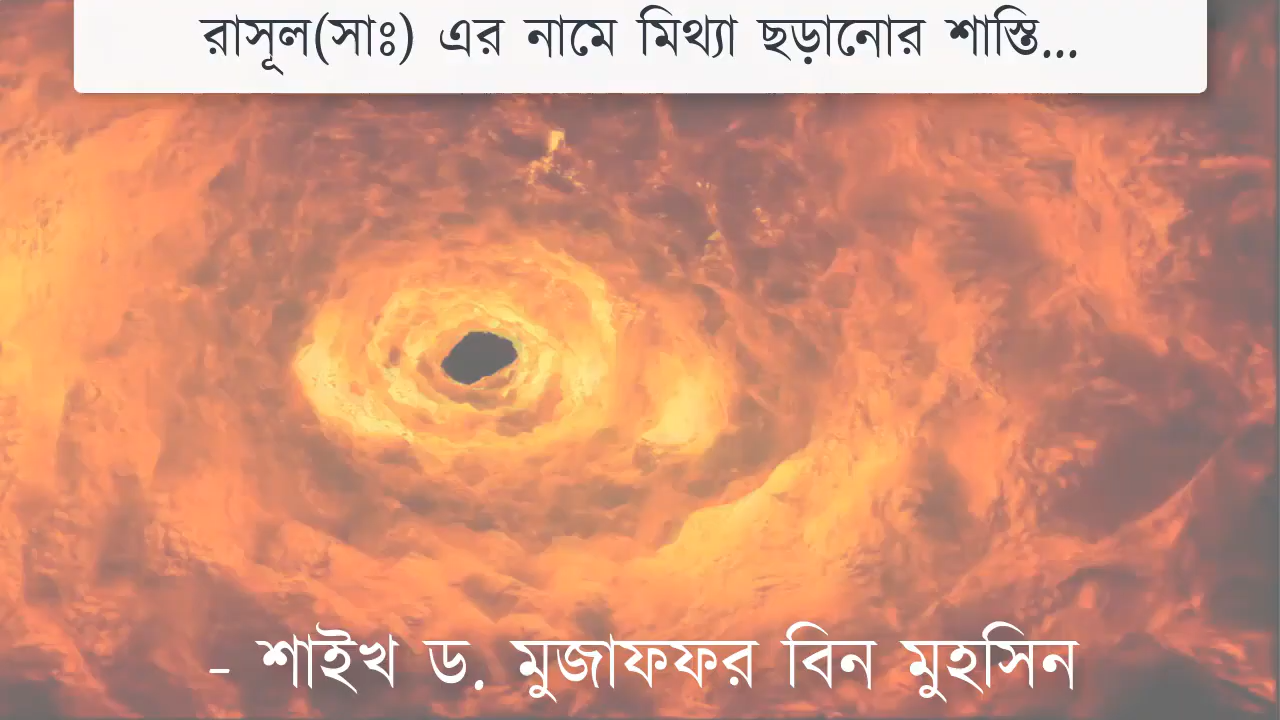 রাসূল(সাঃ) এর নামে মিথ্যা ছড়ানোর শাস্তি...
- শাইখ ড. মুজাফফর বিন মুহসিন